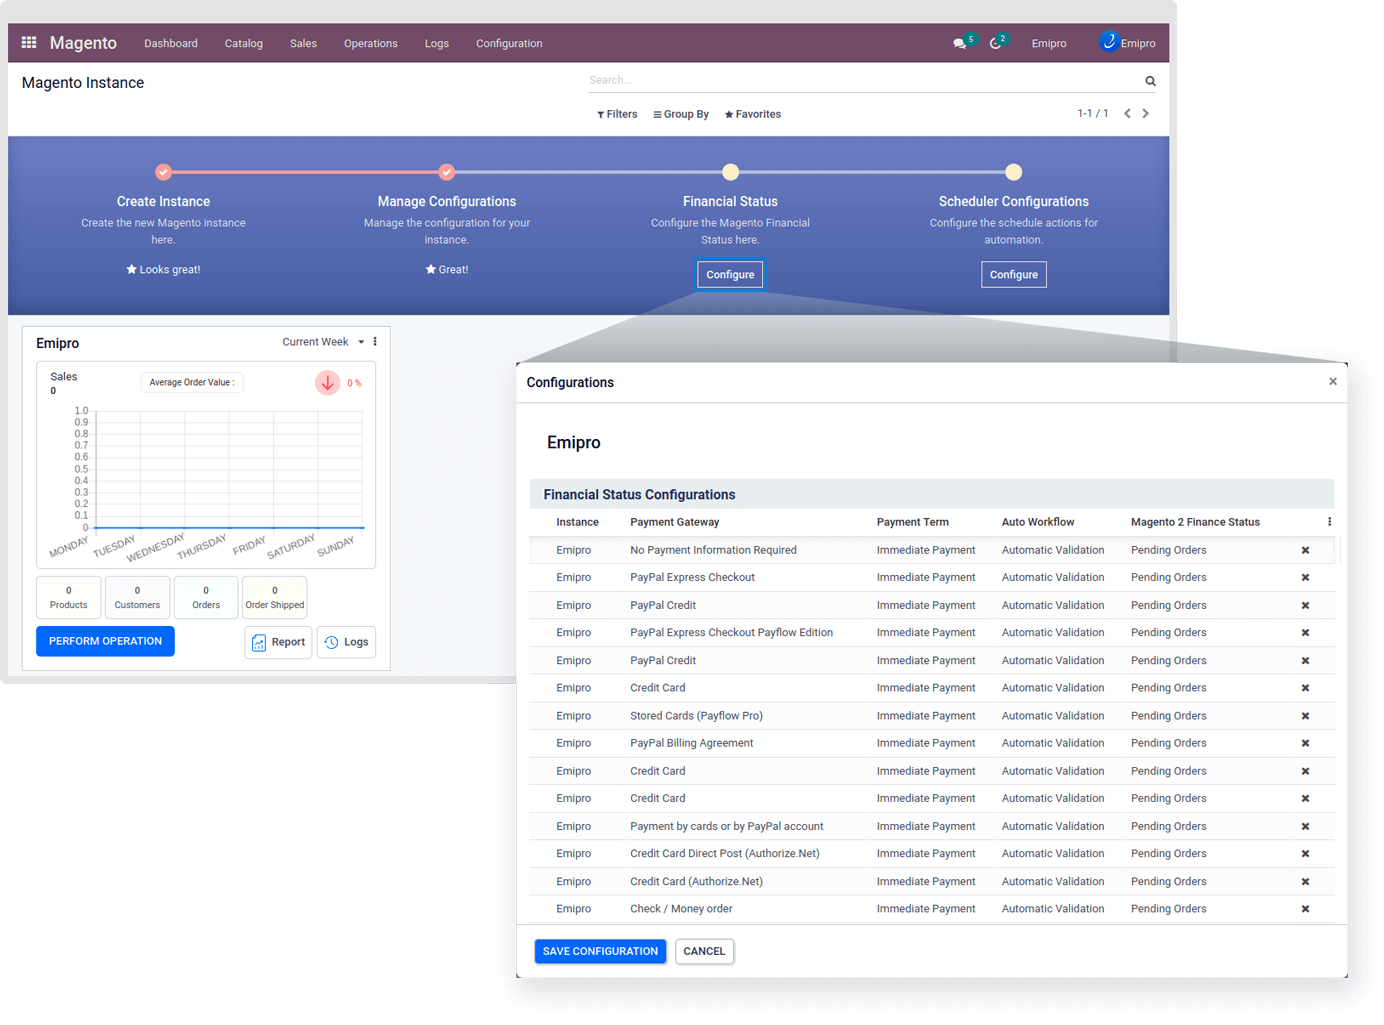 Magento Dashboard Catalog Sales Operations Logs Configuration 5 2 Emipro Emipro
Magento Instance
Search...
Filters Group By Favorites 1-1 / 1
Create Instance Manage Configurations Financial Status Scheduler Configurations
Create the new Magento instance Manage the configuration for your Configure the Magento Financial Configure the schedule actions for
here. instance. Status here. automation.
Looks great! Great! Configure Configure
Emipro Current Week
Sales Average Order Value : 0 %
0
1.0
0.9
0.8
0.7
0.6
0.5
0.4
0.3
0.2
0.1
0
MONDAY TUESDAY WEDNESDAY THURSDAY FRIDAY SATURDAY SUNDAY
0 0 0 0
Products Customers Orders Order Shipped
PERFORM OPERATION Report Logs
Configurations ×
Emipro
Financial Status Configurations
Instance Payment Gateway Payment Term Auto Workflow Magento 2 Finance Status
Emipro No Payment Information Required Immediate Payment Automatic Validation Pending Orders
Emipro PayPal Express Checkout Immediate Payment Automatic Validation Pending Orders
Emipro PayPal Credit Immediate Payment Automatic Validation Pending Orders
Emipro PayPal Express Checkout Payflow Edition Immediate Payment Automatic Validation Pending Orders
Emipro PayPal Credit Immediate Payment Automatic Validation Pending Orders
Emipro Credit Card Immediate Payment Automatic Validation Pending Orders
Emipro Stored Cards (Payflow Pro) Immediate Payment Automatic Validation Pending Orders
Emipro PayPal Billing Agreement Immediate Payment Automatic Validation Pending Orders
Emipro Credit Card Immediate Payment Automatic Validation Pending Orders
Emipro Credit Card Immediate Payment Automatic Validation Pending Orders
Emipro Payment by cards or by PayPal account Immediate Payment Automatic Validation Pending Orders
Emipro Credit Card Direct Post (Authorize.Net) Immediate Payment Automatic Validation Pending Orders
Emipro Credit Card (Authorize.Net) Immediate Payment Automatic Validation Pending Orders
Emipro Check / Money order Immediate Payment Automatic Validation Pending Orders
SAVE CONFIGURATION CANCEL